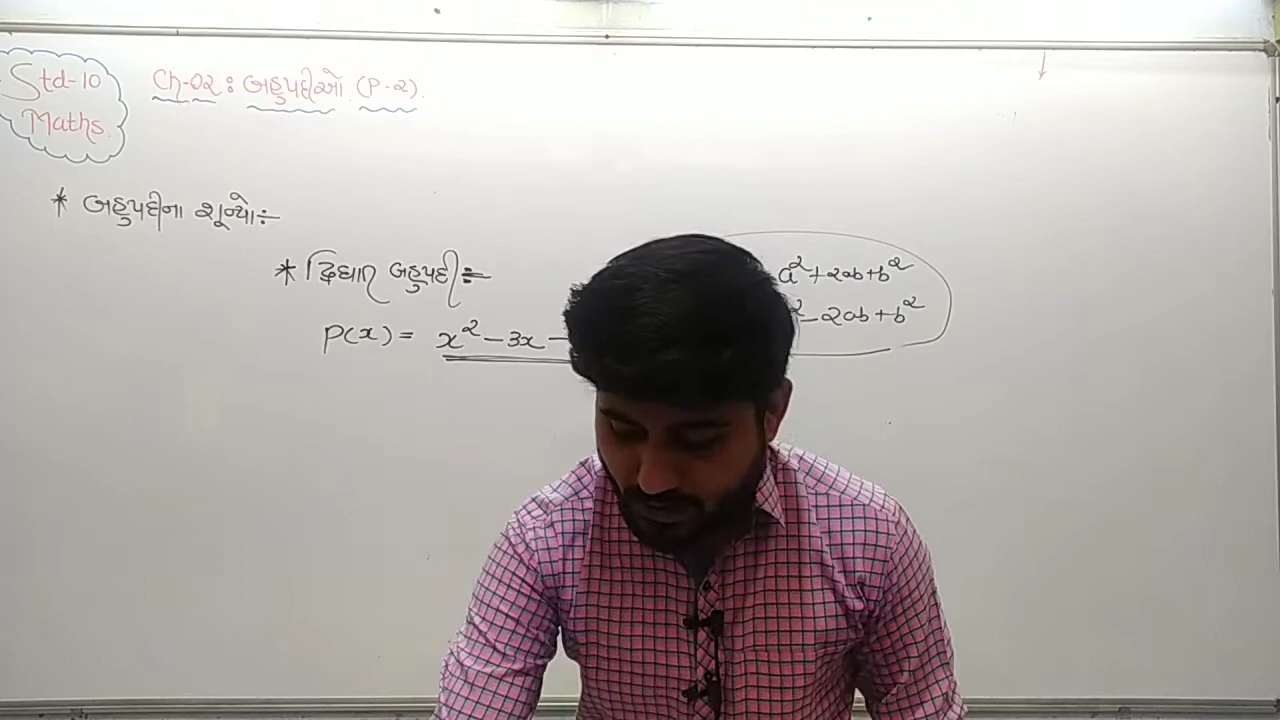 Std-10
Maths.
Ch-02 : બહુપદીઓ (P-2).
* બહુપદીના શૂન્યો :-
* દ્વિઘાત બહુપદી :=
a² + 2ab + b²
² - 2ab + b²
P(x) = x² - 3x -